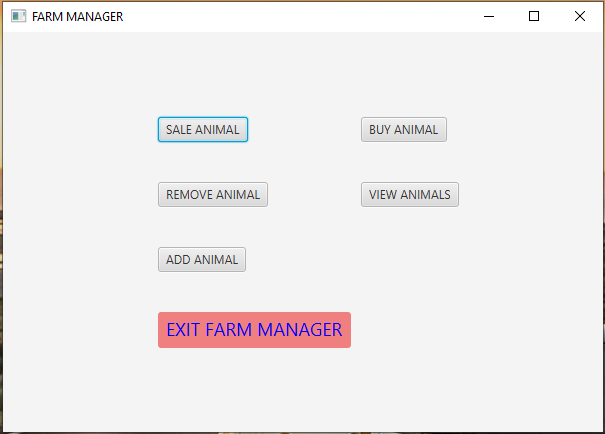 FARM MANAGER
SALE ANIMAL
BUY ANIMAL
REMOVE ANIMAL
VIEW ANIMALS
ADD ANIMAL
EXIT FARM MANAGER